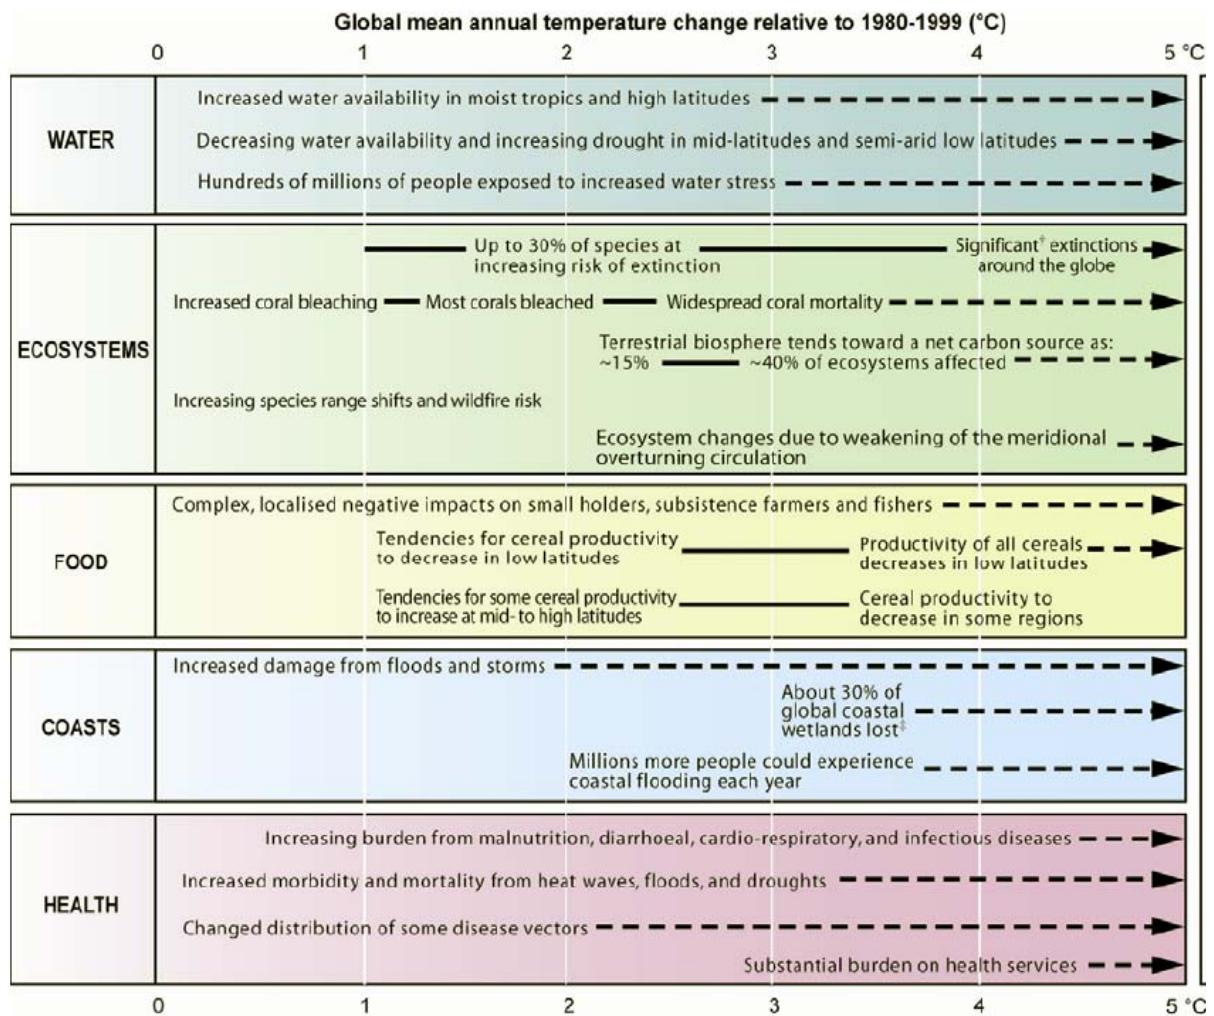 Global mean annual temperature change relative to 1980-1999 (°C)
0 1 2 3 4 5 °C
WATER
Increased water availability in moist tropics and high latitudes
Decreasing water availability and increasing drought in mid-latitudes and semi-arid low latitudes
Hundreds of millions of people exposed to increased water stress
ECOSYSTEMS
Up to 30% of species at
increasing risk of extinction
Significant† extinctions
around the globe
Increased coral bleaching Most corals bleached Widespread coral mortality
Terrestrial biosphere tends toward a net carbon source as:
~15% ~40% of ecosystems affected
Increasing species range shifts and wildfire risk
Ecosystem changes due to weakening of the meridional
overturning circulation
FOOD
Complex, localised negative impacts on small holders, subsistence farmers and fishers
Tendencies for cereal productivity
to decrease in low latitudes
Productivity of all cereals
decreases in low latitudes
Tendencies for some cereal productivity
to increase at mid- to high latitudes
Cereal productivity to
decrease in some regions
COASTS
Increased damage from floods and storms
About 30% of
global coastal
wetlands lost‡
Millions more people could experience
coastal flooding each year
HEALTH
Increasing burden from malnutrition, diarrhoeal, cardio-respiratory, and infectious diseases
Increased morbidity and mortality from heat waves, floods, and droughts
Changed distribution of some disease vectors
Substantial burden on health services
0 1 2 3 4 5 °C